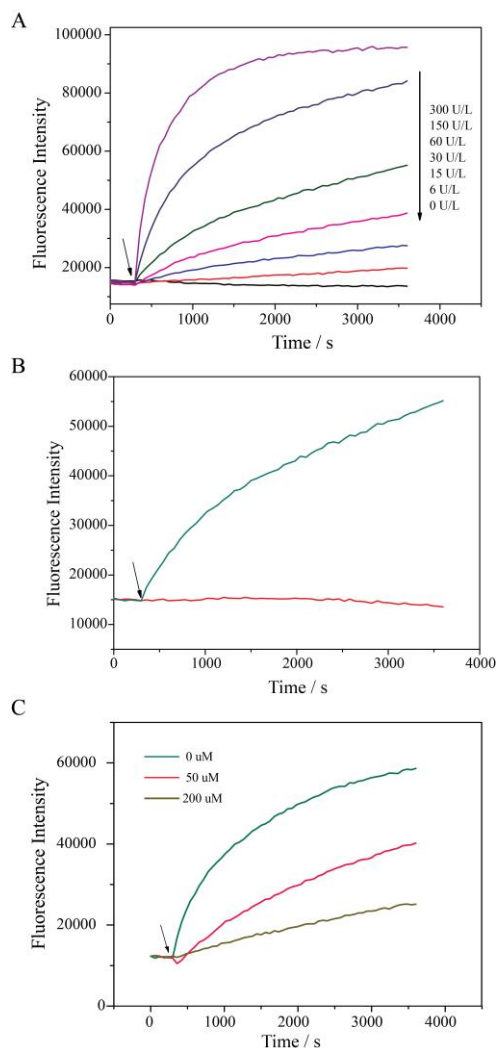 A
100000
80000
60000
40000
20000
Fluorescence Intensity
300 U/L
150 U/L
60 U/L
30 U/L
15 U/L
6 U/L
0 U/L
0 1000 2000 3000 4000
Time / s
B
60000
50000
40000
30000
20000
10000
Fluorescence Intensity
0 1000 2000 3000 4000
Time / s
C
60000
40000
20000
0
Fluorescence Intensity
0 uM
50 uM
200 uM
0 1000 2000 3000 4000
Time / s